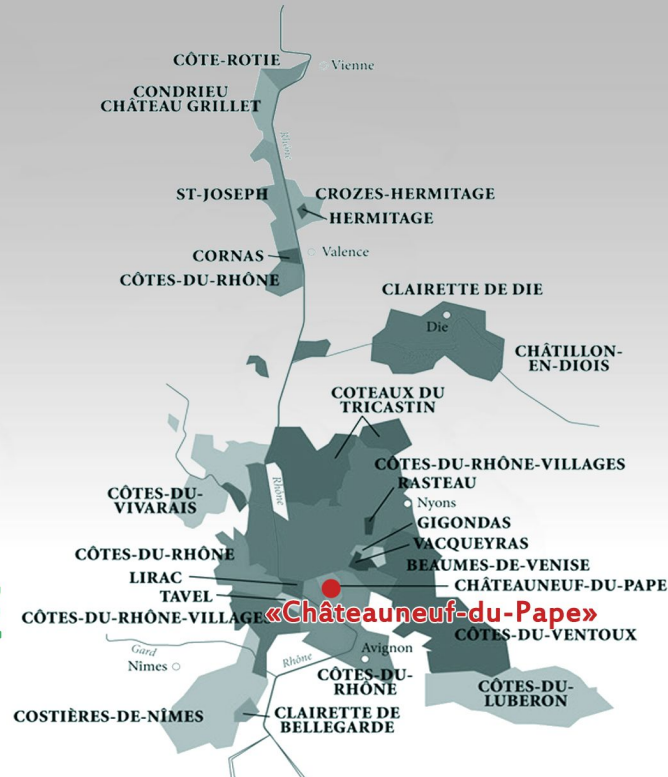 CÔTE-ROTIE
Vienne
CONDRIEU
CHÂTEAU GRILLET
Rhône
ST-JOSEPH
CROZES-HERMITAGE
HERMITAGE
CORNAS
Valence
CÔTES-DU-RHÔNE
CLAIRETTE DE DIE
Die
CHÂTILLON-
EN-DIOIS
COTEAUX DU
TRICASTIN
CÔTES-DU-RHÔNE-VILLAGES
RASTEAU
Rhône
CÔTES-DU-
VIVARAIS
Nyons
GIGONDAS
VACQUEYRAS
CÔTES-DU-RHÔNE
BEAUMES-DE-VENISE
LIRAC
CHÂTEAUNEUF-DU-PAPE
TAVEL
«Châteauneuf-du-Pape»
CÔTES-DU-RHÔNE-VILLAGES
CÔTES-DU-VENTOUX
Gard
Avignon
Nîmes
Rhône
CÔTES-DU-
RHÔNE
CÔTES-DU-
LUBERON
COSTIÈRES-DE-NÎMES
CLAIRETTE DE
BELLEGARDE